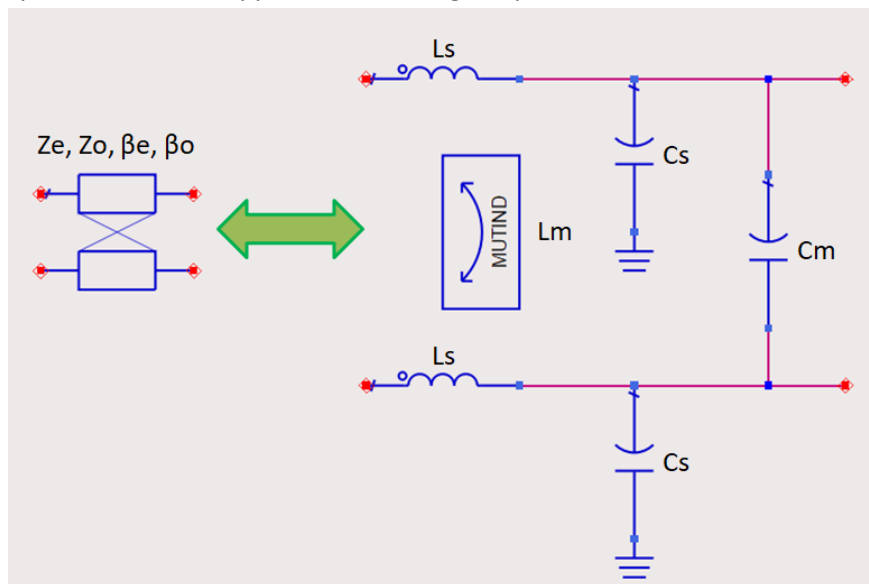 Ls
Cs
Ze, Zo, βe, βo
MUTIND
Lm
Cm
Ls
Cs